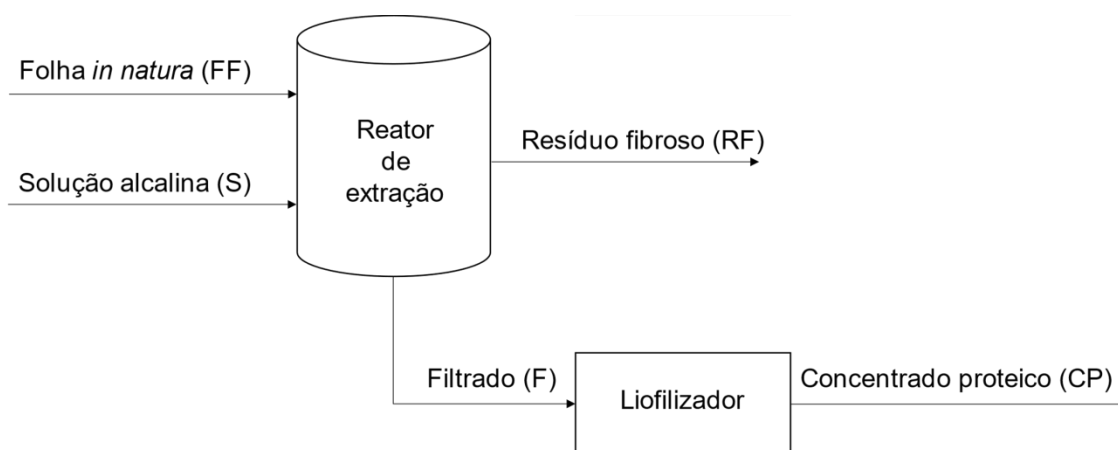 Folha in natura (FF)
Solução alcalina (S)
Reator
de
extração
Resíduo fibroso (RF)
Filtrado (F)
Liofilizador
Concentrado proteico (CP)